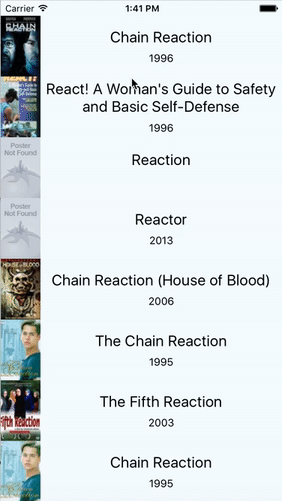 Carrier 1:41 PM
CHAIN
REACTION
Chain Reaction
1996
REACT!
React! A Woman's Guide to Safety
and Basic Self-Defense
1996
Poster
Not Found
Reaction
Poster
Not Found
Reactor
2013
HOUSE OF BLOOD
Chain Reaction (House of Blood)
2006
The Chain Reaction
1995
Fifth Reaction
The Fifth Reaction
2003
Chain Reaction
1995